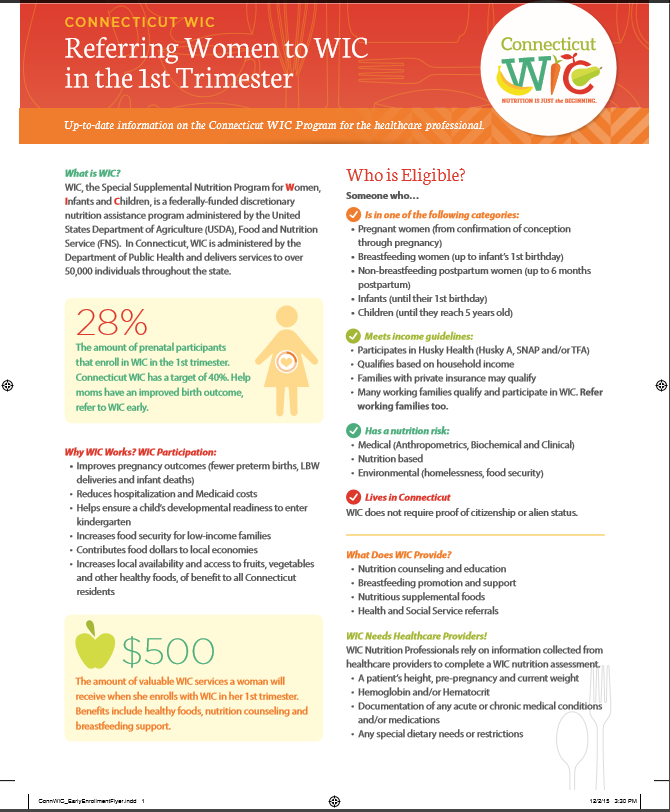 CONNECTICUT WIC
Referring Women to WIC
in the 1st Trimester
Connecticut
WIC
NUTRITION IS JUST the BEGINNING.
Up-to-date information on the Connecticut WIC Program for the healthcare professional.
What is WIC?
WIC, the Special Supplemental Nutrition Program for Women,
Infants and Children, is a federally-funded discretionary
nutrition assistance program administered by the United
States Department of Agriculture (USDA), Food and Nutrition
Service (FNS).  In Connecticut, WIC is administered by the
Department of Public Health and delivers services to over
50,000 individuals throughout the state.
28%
The amount of prenatal participants
that enroll in WIC in the 1st trimester.
Connecticut WIC has a target of 40%. Help
moms have an improved birth outcome,
refer to WIC early.
Why WIC Works? WIC Participation:
• Improves pregnancy outcomes (fewer preterm births, LBW
deliveries and infant deaths)
• Reduces hospitalization and Medicaid costs
• Helps ensure a child's developmental readiness to enter
kindergarten
• Increases food security for low-income families
• Contributes food dollars to local economies
• Increases local availability and access to fruits, vegetables
and other healthy foods, of benefit to all Connecticut
residents
$500
The amount of valuable WIC services a woman will
receive when she enrolls with WIC in her 1st trimester.
Benefits include healthy foods, nutrition counseling and
breastfeeding support.
Who is Eligible?
Someone who…
Is in one of the following categories:
• Pregnant women (from confirmation of conception
through pregnancy)
• Breastfeeding women (up to infant's 1st birthday)
• Non-breastfeeding postpartum women (up to 6 months
postpartum)
• Infants (until their 1st birthday)
• Children (until they reach 5 years old)
Meets income guidelines:
• Participates in Husky Health (Husky A, SNAP and/or TFA)
• Qualifies based on household income
• Families with private insurance may qualify
• Many working families qualify and participate in WIC. Refer
working families too.
Has a nutrition risk:
• Medical (Anthropometrics, Biochemical and Clinical)
• Nutrition based
• Environmental (homelessness, food security)
Lives in Connecticut
WIC does not require proof of citizenship or alien status.
What Does WIC Provide?
• Nutrition counseling and education
• Breastfeeding promotion and support
• Nutritious supplemental foods
• Health and Social Service referrals
WIC Needs Healthcare Providers!
WIC Nutrition Professionals rely on information collected from
healthcare providers to complete a WIC nutrition assessment.
• A patient's height, pre-pregnancy and current weight
• Hemoglobin and/or Hematocrit
• Documentation of any acute or chronic medical conditions
and/or medications
• Any special dietary needs or restrictions
ConnWIC_EarlyEnrollmentFlyer.indd   1
12/2/15   3:30 PM